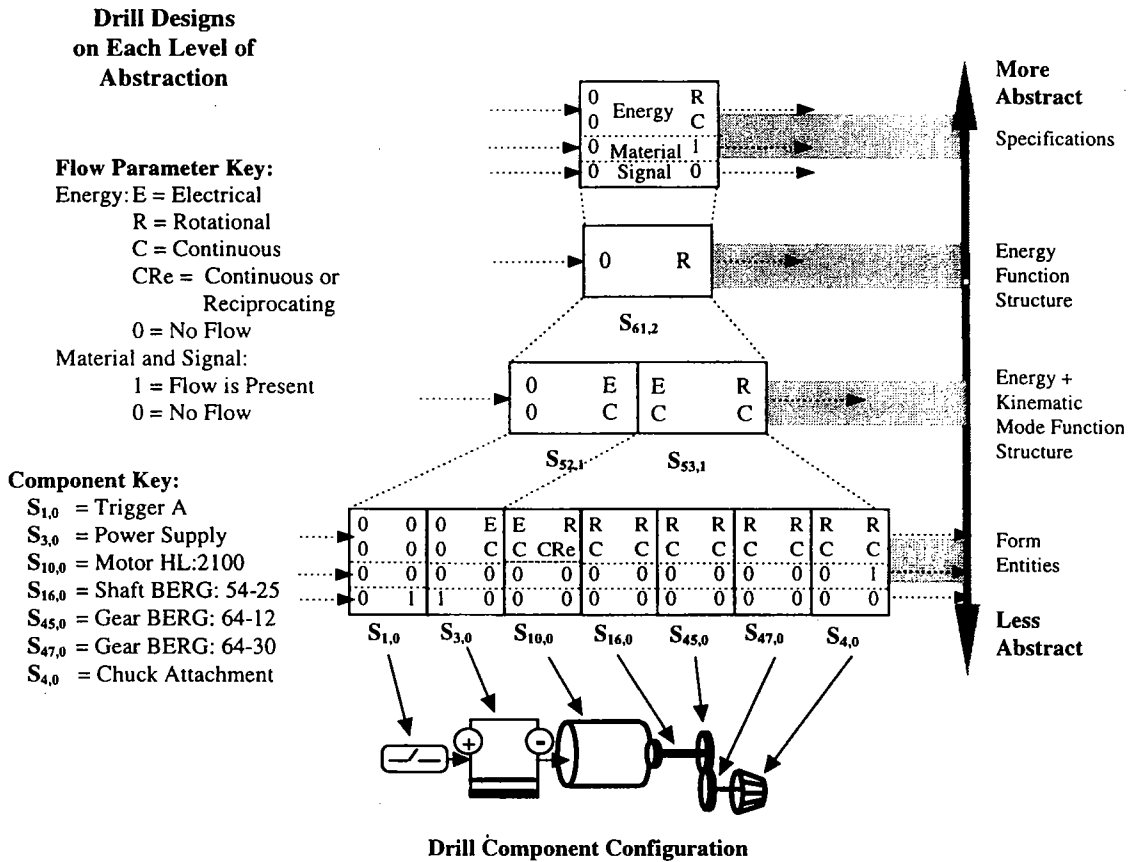 Drill Designs
on Each Level of
Abstraction
Flow Parameter Key:
Energy: E = Electrical
R = Rotational
C = Continuous
CRe = Continuous or
Reciprocating
0 = No Flow
Material and Signal:
1 = Flow is Present
0 = No Flow
Component Key:
S1,0 = Trigger A
S3,0 = Power Supply
S10,0 = Motor HL:2100
S16,0 = Shaft BERG: 54-25
S45,0 = Gear BERG: 64-12
S47,0 = Gear BERG: 64-30
S4,0 = Chuck Attachment
0 Energy R
0 C
0 Material 1
0 Signal 0
0 R
S61,2
0 E E R
0 C C C
S52,1 S53,1
0 0 0 E E R R R R R R R R R
0 0 0 C C CRe C C C C C C C C
0 0 0 0 0 0 0 0 0 0 0 0 0 1
0 1 1 0 0 0 0 0 0 0 0 0 0 0
S1,0 S3,0 S10,0 S16,0 S45,0 S47,0 S4,0
+ -
More
Abstract
Specifications
Energy
Function
Structure
Energy +
Kinematic
Mode Function
Structure
Form
Entities
Less
Abstract
Drill Component Configuration